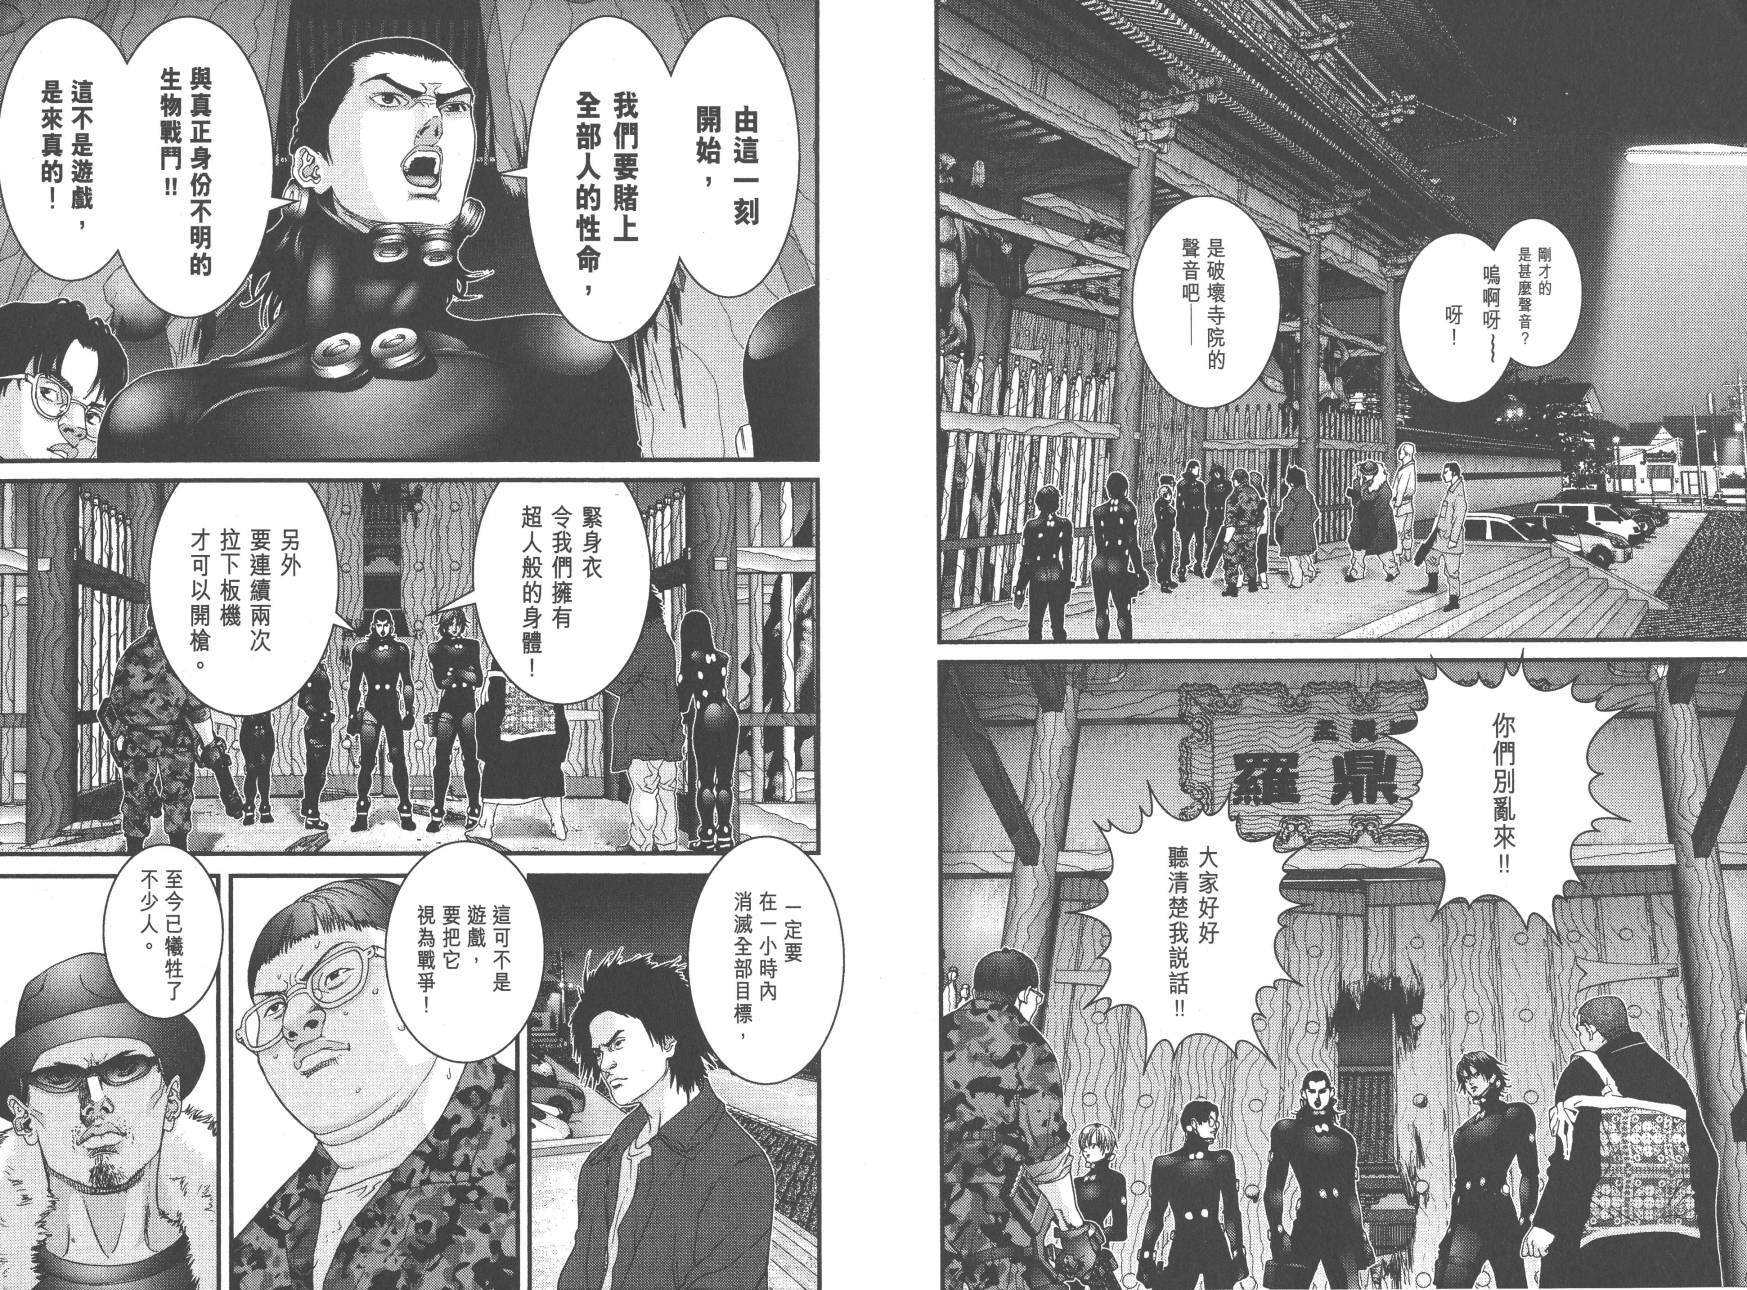 剛才的
是甚麼聲音？
嗚啊呀～
呀！
是破壞寺院的
聲音吧——
你們別亂來!!
大家好好
聽清楚我説話!!
羅鼎
由這一刻
開始，
我們要賭上
全部人的性命，
與真正身份不明的
生物戰鬥!!
這不是遊戲，
是來真的！
緊身衣
令我們擁有
超人般的身體！
另外
要連續兩次
拉下板機
才可以開槍。
一定要
在一小時內
消滅全部目標，
這可不是
遊戲，
要把它
視為戰爭！
至今已犧牲了
不少人。